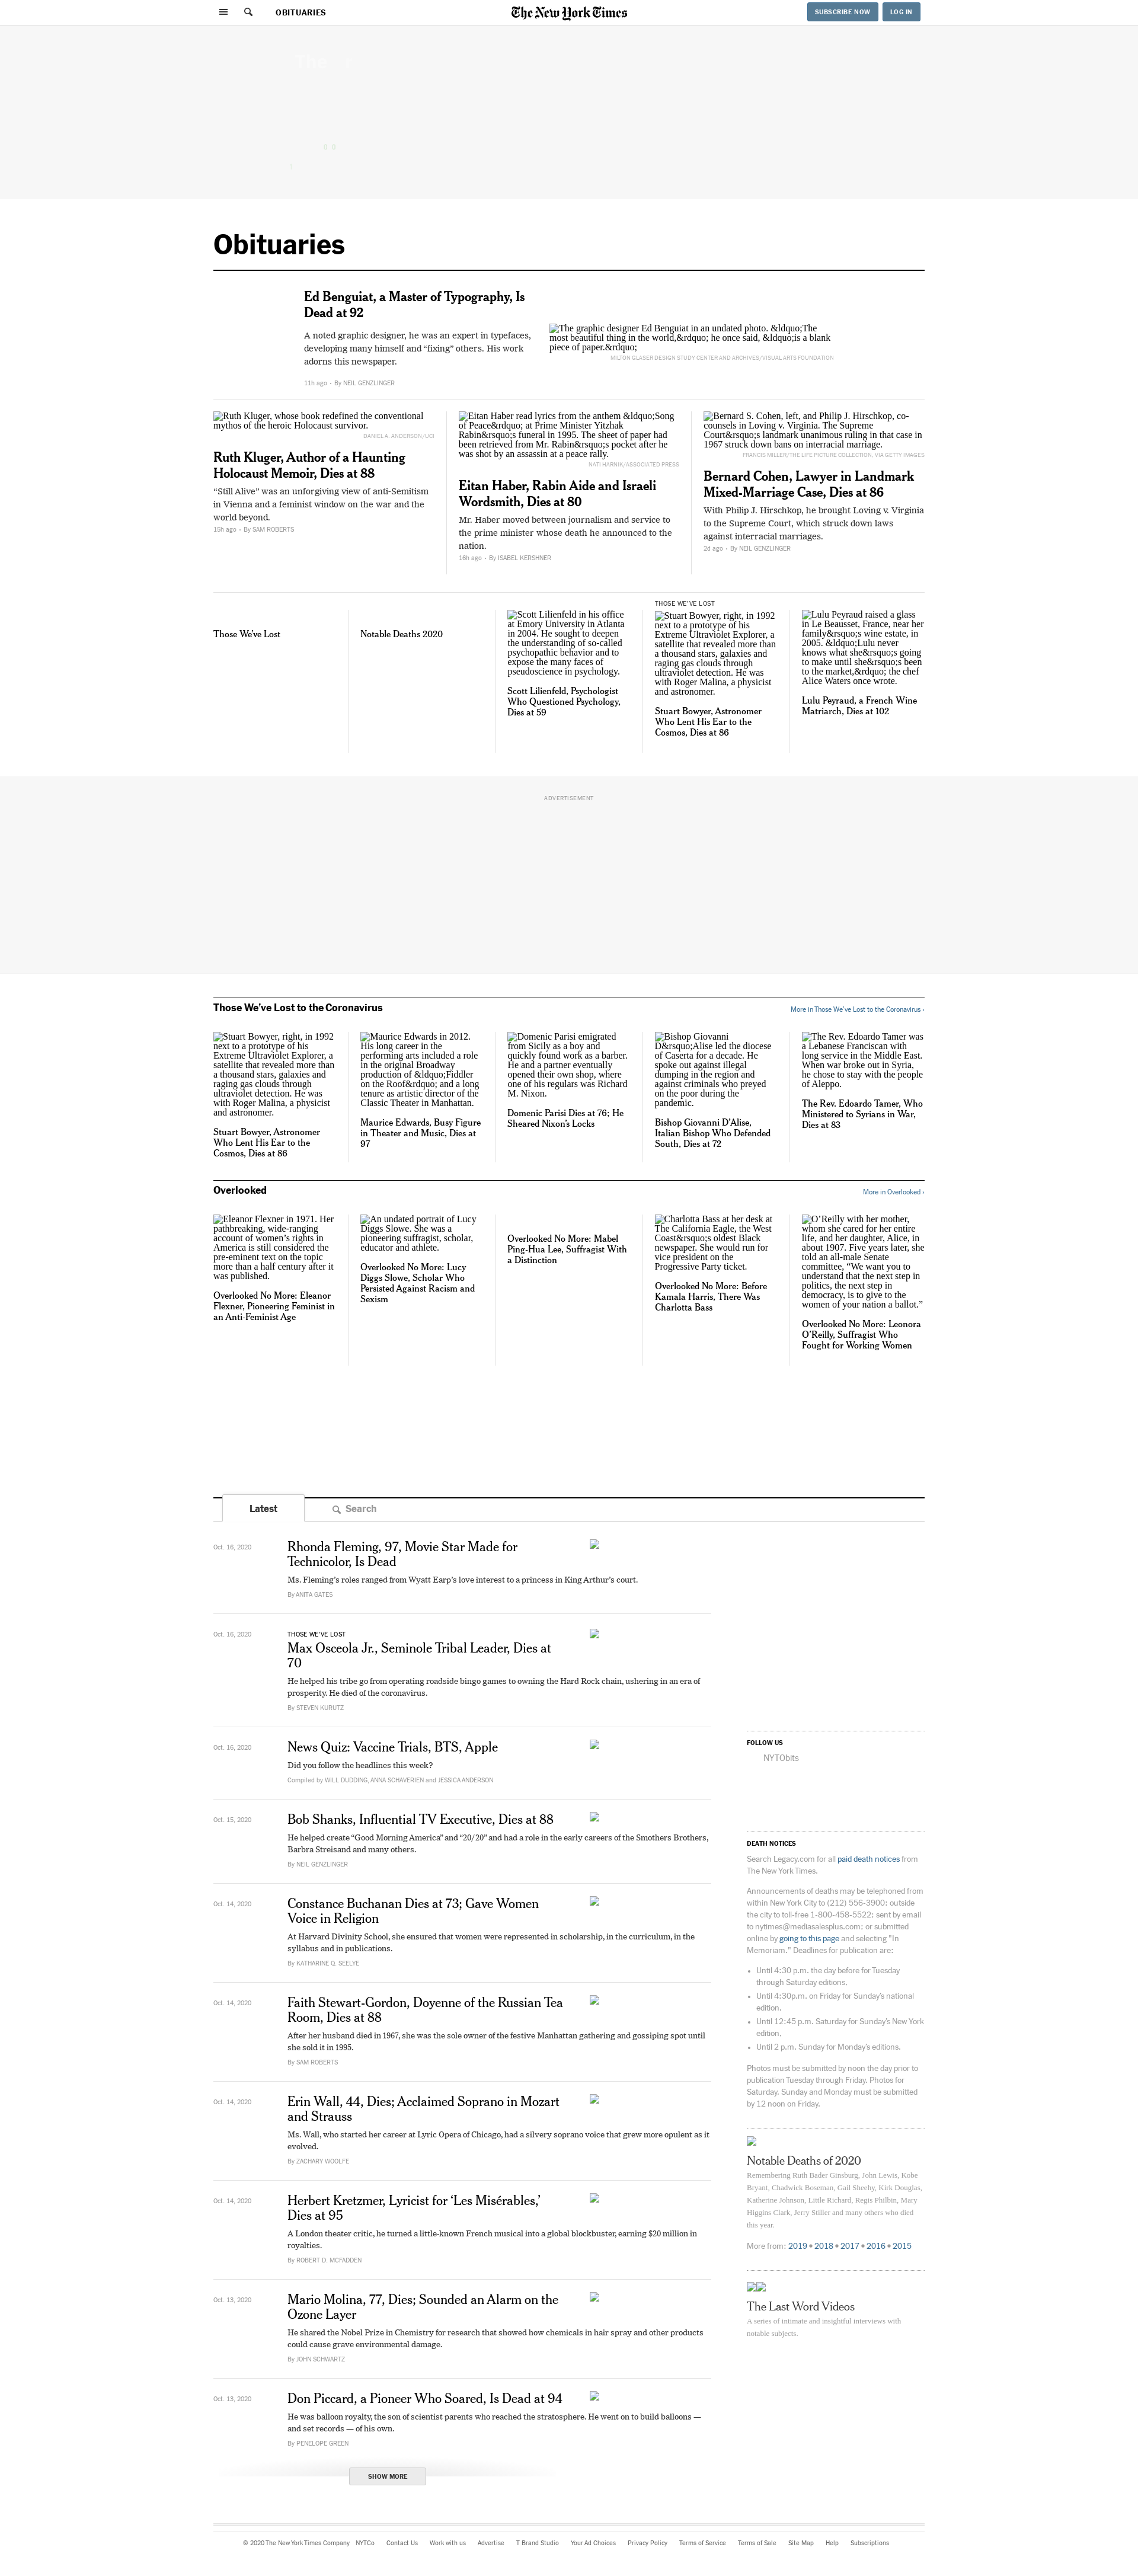 OBITUARIES
The New York Times
SUBSCRIBE NOW
LOG IN
Obituaries
Ed Benguiat, a Master of Typography, Is
Dead at 92
A noted graphic designer, he was an expert in typefaces,
developing many himself and “fixing” others. His work
adorns this newspaper.
11h ago • By NEIL GENZLINGER
The graphic designer Ed Benguiat in an undated photo. &ldquo;The
most beautiful thing in the world,&rdquo; he once said, &ldquo;is a blank
piece of paper.&rdquo;
MILTON GLASER DESIGN STUDY CENTER AND ARCHIVES/VISUAL ARTS FOUNDATION
Ruth Kluger, whose book redefined the conventional
mythos of the heroic Holocaust survivor.
DANIEL A. ANDERSON/UCI
Ruth Kluger, Author of a Haunting
Holocaust Memoir, Dies at 88
“Still Alive” was an unforgiving view of anti-Semitism
in Vienna and a feminist window on the war and the
world beyond.
15h ago • By SAM ROBERTS
Eitan Haber read lyrics from the anthem &ldquo;Song
of Peace&rdquo; at Prime Minister Yitzhak
Rabin&rsquo;s funeral in 1995. The sheet of paper had
been retrieved from Mr. Rabin&rsquo;s pocket after he
was shot by an assassin at a peace rally.
NATI HARNIK/ASSOCIATED PRESS
Eitan Haber, Rabin Aide and Israeli
Wordsmith, Dies at 80
Mr. Haber moved between journalism and service to
the prime minister whose death he announced to the
nation.
16h ago • By ISABEL KERSHNER
Bernard S. Cohen, left, and Philip J. Hirschkop, co-
counsels in Loving v. Virginia. The Supreme
Court&rsquo;s landmark unanimous ruling in that case in
1967 struck down bans on interracial marriage.
FRANCIS MILLER/THE LIFE PICTURE COLLECTION, VIA GETTY IMAGES
Bernard Cohen, Lawyer in Landmark
Mixed-Marriage Case, Dies at 86
With Philip J. Hirschkop, he brought Loving v. Virginia
to the Supreme Court, which struck down laws
against interracial marriages.
2d ago • By NEIL GENZLINGER
Those We’ve Lost
Notable Deaths 2020
Scott Lilienfeld in his office
at Emory University in Atlanta
in 2004. He sought to deepen
the understanding of so-called
psychopathic behavior and to
expose the many faces of
pseudoscience in psychology.
Scott Lilienfeld, Psychologist
Who Questioned Psychology,
Dies at 59
THOSE WE’VE LOST
Stuart Bowyer, right, in 1992
next to a prototype of his
Extreme Ultraviolet Explorer, a
satellite that revealed more than
a thousand stars, galaxies and
raging gas clouds through
ultraviolet detection. He was
with Roger Malina, a physicist
and astronomer.
Stuart Bowyer, Astronomer
Who Lent His Ear to the
Cosmos, Dies at 86
Lulu Peyraud raised a glass
in Le Beausset, France, near her
family&rsquo;s wine estate, in
2005. &ldquo;Lulu never
knows what she&rsquo;s going
to make until she&rsquo;s been
to the market,&rdquo; the chef
Alice Waters once wrote.
Lulu Peyraud, a French Wine
Matriarch, Dies at 102
ADVERTISEMENT
Those We’ve Lost to the Coronavirus
More in Those We’ve Lost to the Coronavirus ›
Stuart Bowyer, right, in 1992
next to a prototype of his
Extreme Ultraviolet Explorer, a
satellite that revealed more than
a thousand stars, galaxies and
raging gas clouds through
ultraviolet detection. He was
with Roger Malina, a physicist
and astronomer.
Stuart Bowyer, Astronomer
Who Lent His Ear to the
Cosmos, Dies at 86
Maurice Edwards in 2012.
His long career in the
performing arts included a role
in the original Broadway
production of &ldquo;Fiddler
on the Roof&rdquo; and a long
tenure as artistic director of the
Classic Theater in Manhattan.
Maurice Edwards, Busy Figure
in Theater and Music, Dies at
97
Domenic Parisi emigrated
from Sicily as a boy and
quickly found work as a barber.
He and a partner eventually
opened their own shop, where
one of his regulars was Richard
M. Nixon.
Domenic Parisi Dies at 76; He
Sheared Nixon’s Locks
Bishop Giovanni
D&rsquo;Alise led the diocese
of Caserta for a decade. He
spoke out against illegal
dumping in the region and
against criminals who preyed
on the poor during the
pandemic.
Bishop Giovanni D’Alise,
Italian Bishop Who Defended
South, Dies at 72
The Rev. Edoardo Tamer was
a Lebanese Franciscan with
long service in the Middle East.
When war broke out in Syria,
he chose to stay with the people
of Aleppo.
The Rev. Edoardo Tamer, Who
Ministered to Syrians in War,
Dies at 83
Overlooked
More in Overlooked ›
Eleanor Flexner in 1971. Her
pathbreaking, wide-ranging
account of women’s rights in
America is still considered the
preeminent text on the topic
more than a half century after it
was published.
Overlooked No More: Eleanor
Flexner, Pioneering Feminist in
an Anti-Feminist Age
An undated portrait of Lucy
Diggs Slowe. She was a
pioneering suffragist, scholar,
educator and athlete.
Overlooked No More: Lucy
Diggs Slowe, Scholar Who
Persisted Against Racism and
Sexism
Overlooked No More: Mabel
Ping-Hua Lee, Suffragist With
a Distinction
Charlotta Bass at her desk at
The California Eagle, the West
Coast&rsquo;s oldest Black
newspaper. She would run for
vice president on the
Progressive Party ticket.
Overlooked No More: Before
Kamala Harris, There Was
Charlotta Bass
O’Reilly with her mother,
whom she cared for her entire
life, and her daughter, Alice, in
about 1907. Five years later, she
told an all-male Senate
committee, “We want you to
understand that the next step in
politics, the next step in
democracy, is to give to the
women of your nation a ballot.”
Overlooked No More: Leonora
O’Reilly, Suffragist Who
Fought for Working Women
Latest
Search
Oct. 16, 2020
Rhonda Fleming, 97, Movie Star Made for
Technicolor, Is Dead
Ms. Fleming’s roles ranged from Wyatt Earp’s love interest to a princess in King Arthur’s court.
By ANITA GATES
Oct. 16, 2020
THOSE WE’VE LOST
Max Osceola Jr., Seminole Tribal Leader, Dies at
70
He helped his tribe go from operating roadside bingo games to owning the Hard Rock chain, ushering in an era of
prosperity. He died of the coronavirus.
By STEVEN KURUTZ
Oct. 16, 2020
News Quiz: Vaccine Trials, BTS, Apple
Did you follow the headlines this week?
Compiled by WILL DUDDING, ANNA SCHAVERIEN and JESSICA ANDERSON
Oct. 15, 2020
Bob Shanks, Influential TV Executive, Dies at 88
He helped create “Good Morning America” and “20/20” and had a role in the early careers of the Smothers Brothers,
Barbra Streisand and many others.
By NEIL GENZLINGER
Oct. 14, 2020
Constance Buchanan Dies at 73; Gave Women
Voice in Religion
At Harvard Divinity School, she ensured that women were represented in scholarship, in the curriculum, in the
syllabus and in publications.
By KATHARINE Q. SEELYE
Oct. 14, 2020
Faith Stewart-Gordon, Doyenne of the Russian Tea
Room, Dies at 88
After her husband died in 1967, she was the sole owner of the festive Manhattan gathering and gossiping spot until
she sold it in 1995.
By SAM ROBERTS
Oct. 14, 2020
Erin Wall, 44, Dies; Acclaimed Soprano in Mozart
and Strauss
Ms. Wall, who started her career at Lyric Opera of Chicago, had a silvery soprano voice that grew more opulent as it
evolved.
By ZACHARY WOOLFE
Oct. 14, 2020
Herbert Kretzmer, Lyricist for ‘Les Misérables,’
Dies at 95
A London theater critic, he turned a little-known French musical into a global blockbuster, earning $20 million in
royalties.
By ROBERT D. MCFADDEN
Oct. 13, 2020
Mario Molina, 77, Dies; Sounded an Alarm on the
Ozone Layer
He shared the Nobel Prize in Chemistry for research that showed how chemicals in hair spray and other products
could cause grave environmental damage.
By JOHN SCHWARTZ
Oct. 13, 2020
Don Piccard, a Pioneer Who Soared, Is Dead at 94
He was balloon royalty, the son of scientist parents who reached the stratosphere. He went on to build balloons —
and set records — of his own.
By PENELOPE GREEN
SHOW MORE
FOLLOW US
NYTObits
DEATH NOTICES
Search Legacy.com for all paid death notices from
The New York Times.
Announcements of deaths may be telephoned from
within New York City to (212) 556-3900; outside
the city to toll-free 1-800-458-5522; sent by email
to nytimes@mediasalesplus.com; or submitted
online by going to this page and selecting "In
Memoriam." Deadlines for publication are:
• Until 4:30 p.m. the day before for Tuesday
through Saturday editions.
• Until 4:30p.m. on Friday for Sunday’s national
edition.
• Until 12:45 p.m. Saturday for Sunday’s New York
edition.
• Until 2 p.m. Sunday for Monday’s editions.
Photos must be submitted by noon the day prior to
publication Tuesday through Friday. Photos for
Saturday, Sunday and Monday must be submitted
by 12 noon on Friday.
Notable Deaths of 2020
Remembering Ruth Bader Ginsburg, John Lewis, Kobe
Bryant, Chadwick Boseman, Gail Sheehy, Kirk Douglas,
Katherine Johnson, Little Richard, Regis Philbin, Mary
Higgins Clark, Jerry Stiller and many others who died
this year.
More from: 2019 • 2018 • 2017 • 2016 • 2015
The Last Word Videos
A series of intimate and insightful interviews with
notable subjects.
© 2020 The New York Times Company NYTCo Contact Us Work with us Advertise T Brand Studio Your Ad Choices Privacy Policy Terms of Service Terms of Sale Site Map Help Subscriptions